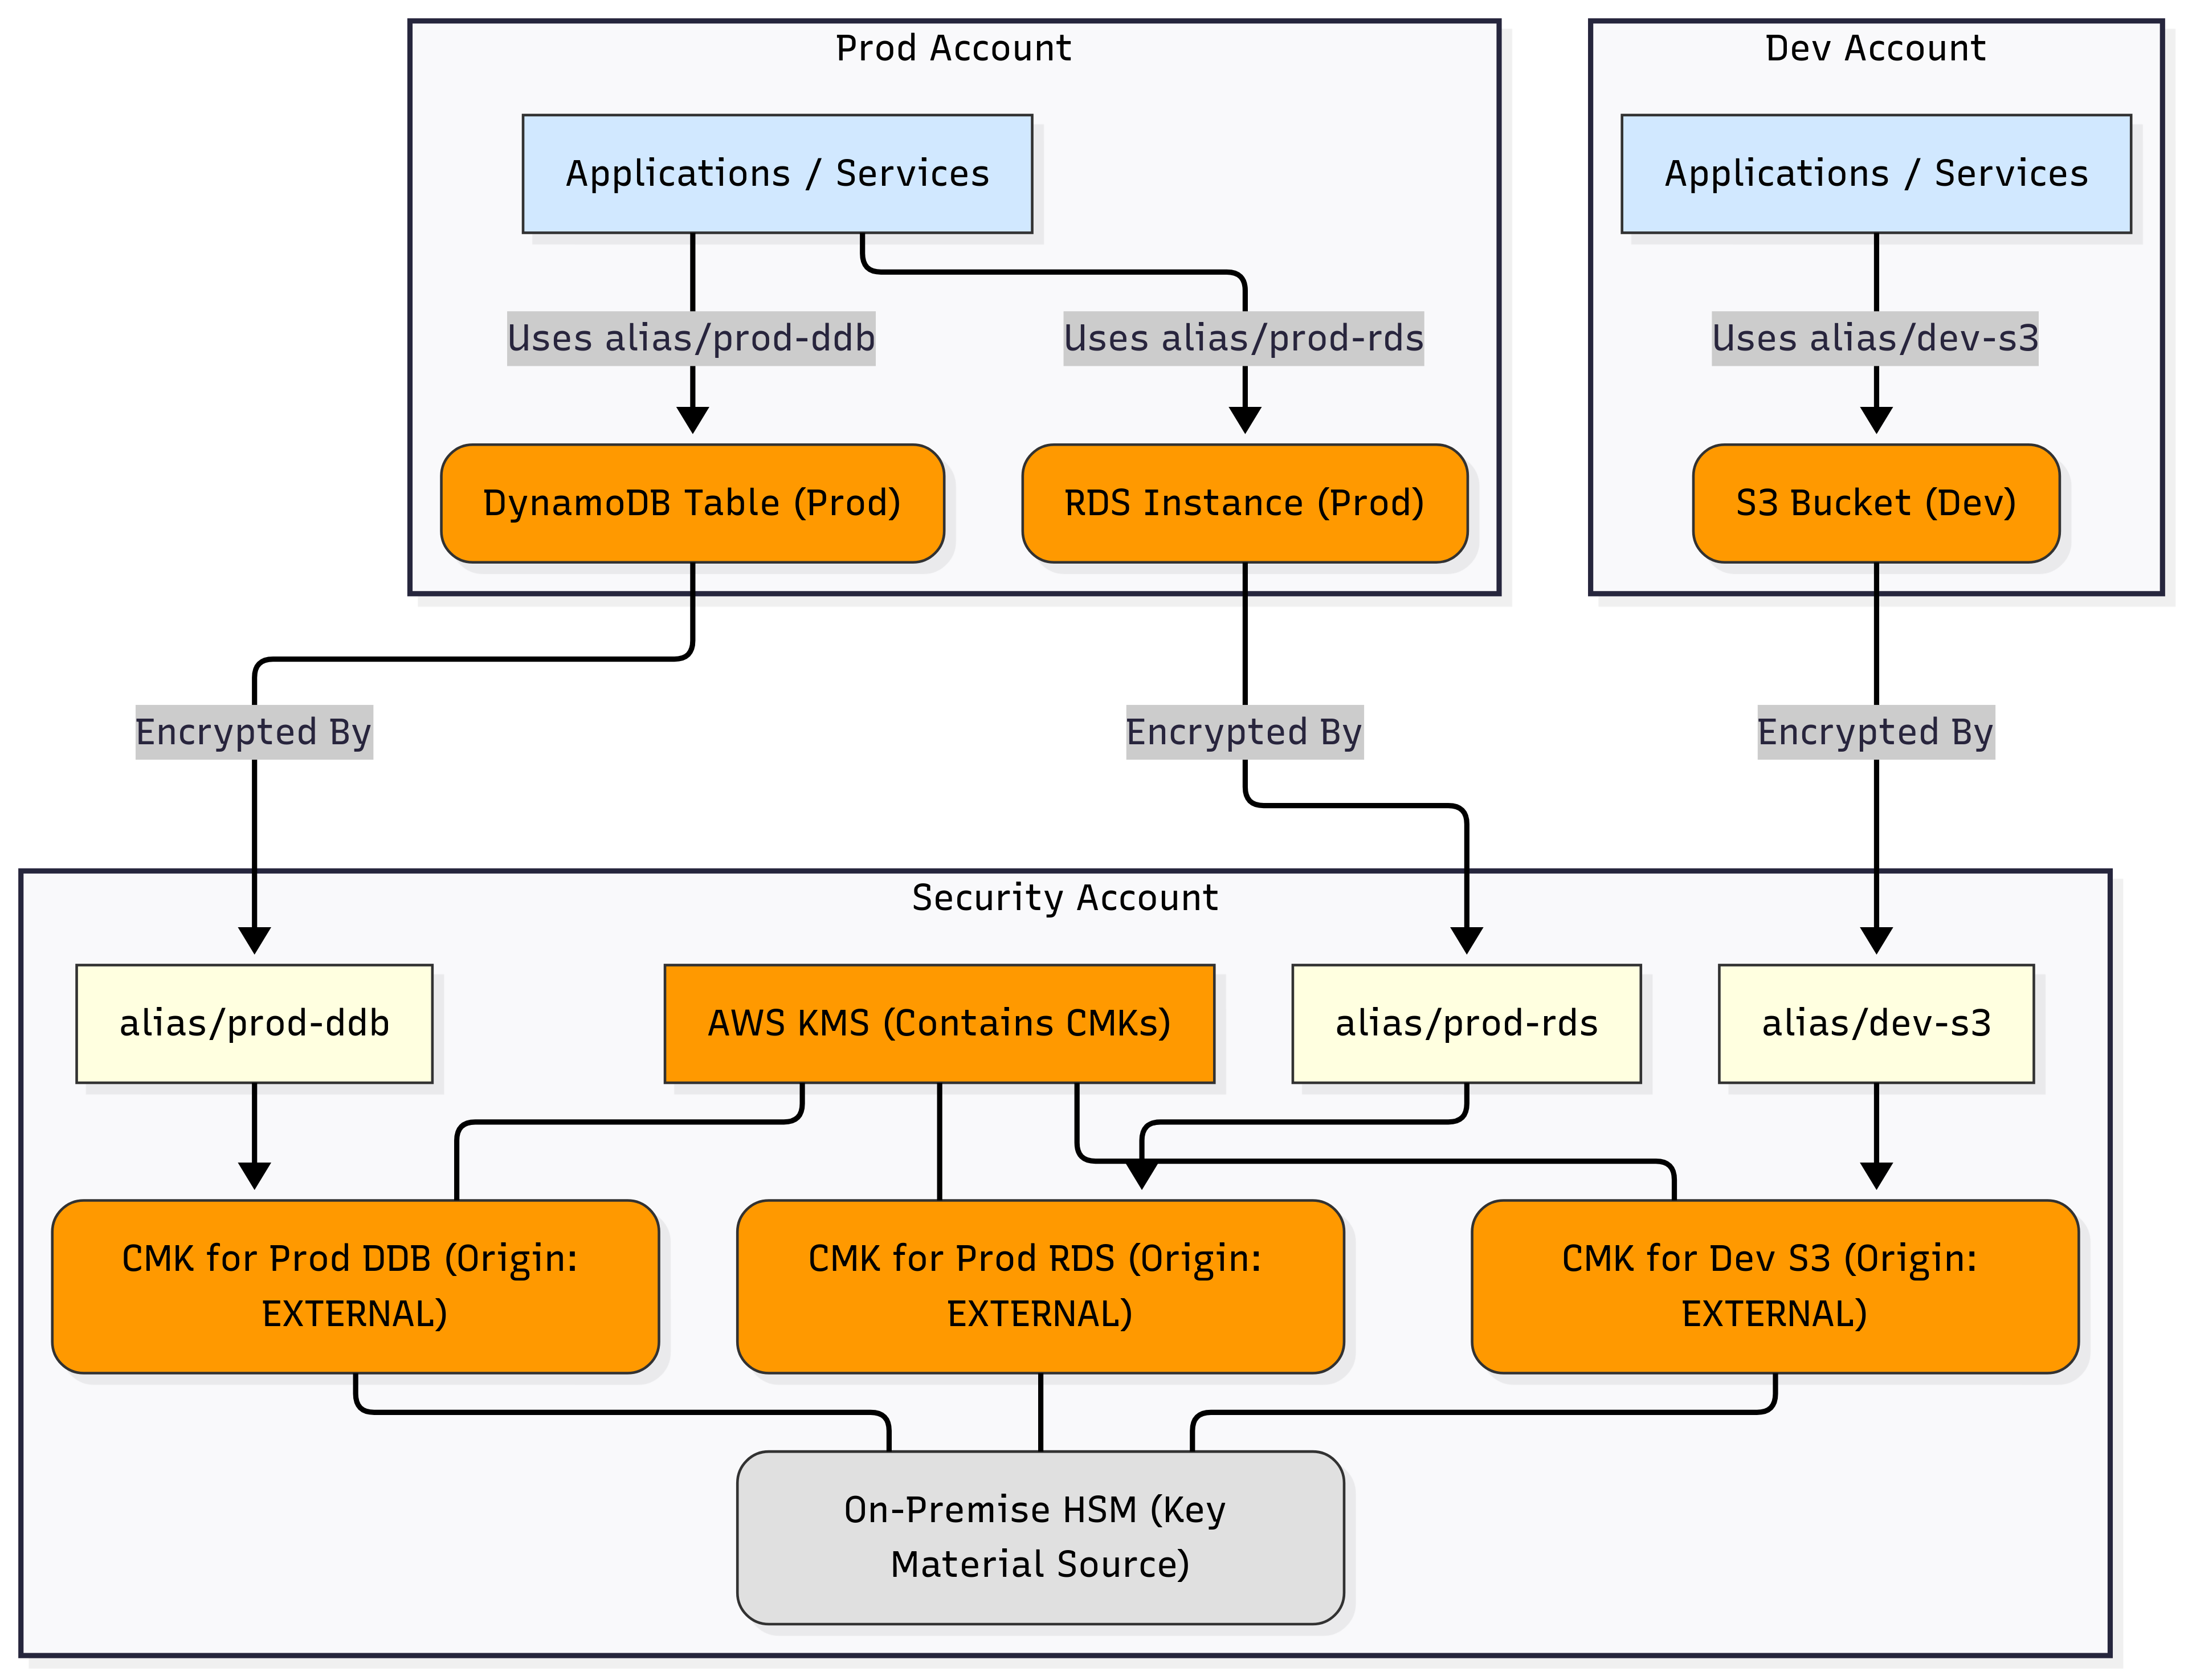 Prod Account
Dev Account
Applications / Services
Applications / Services
Uses alias/prod-ddb
Uses alias/prod-rds
Uses alias/dev-s3
DynamoDB Table (Prod)
RDS Instance (Prod)
S3 Bucket (Dev)
Encrypted By
Encrypted By
Encrypted By
Security Account
alias/prod-ddb
AWS KMS (Contains CMKs)
alias/prod-rds
alias/dev-s3
CMK for Prod DDB (Origin:
EXTERNAL)
CMK for Prod RDS (Origin:
EXTERNAL)
CMK for Dev S3 (Origin:
EXTERNAL)
On-Premise HSM (Key
Material Source)